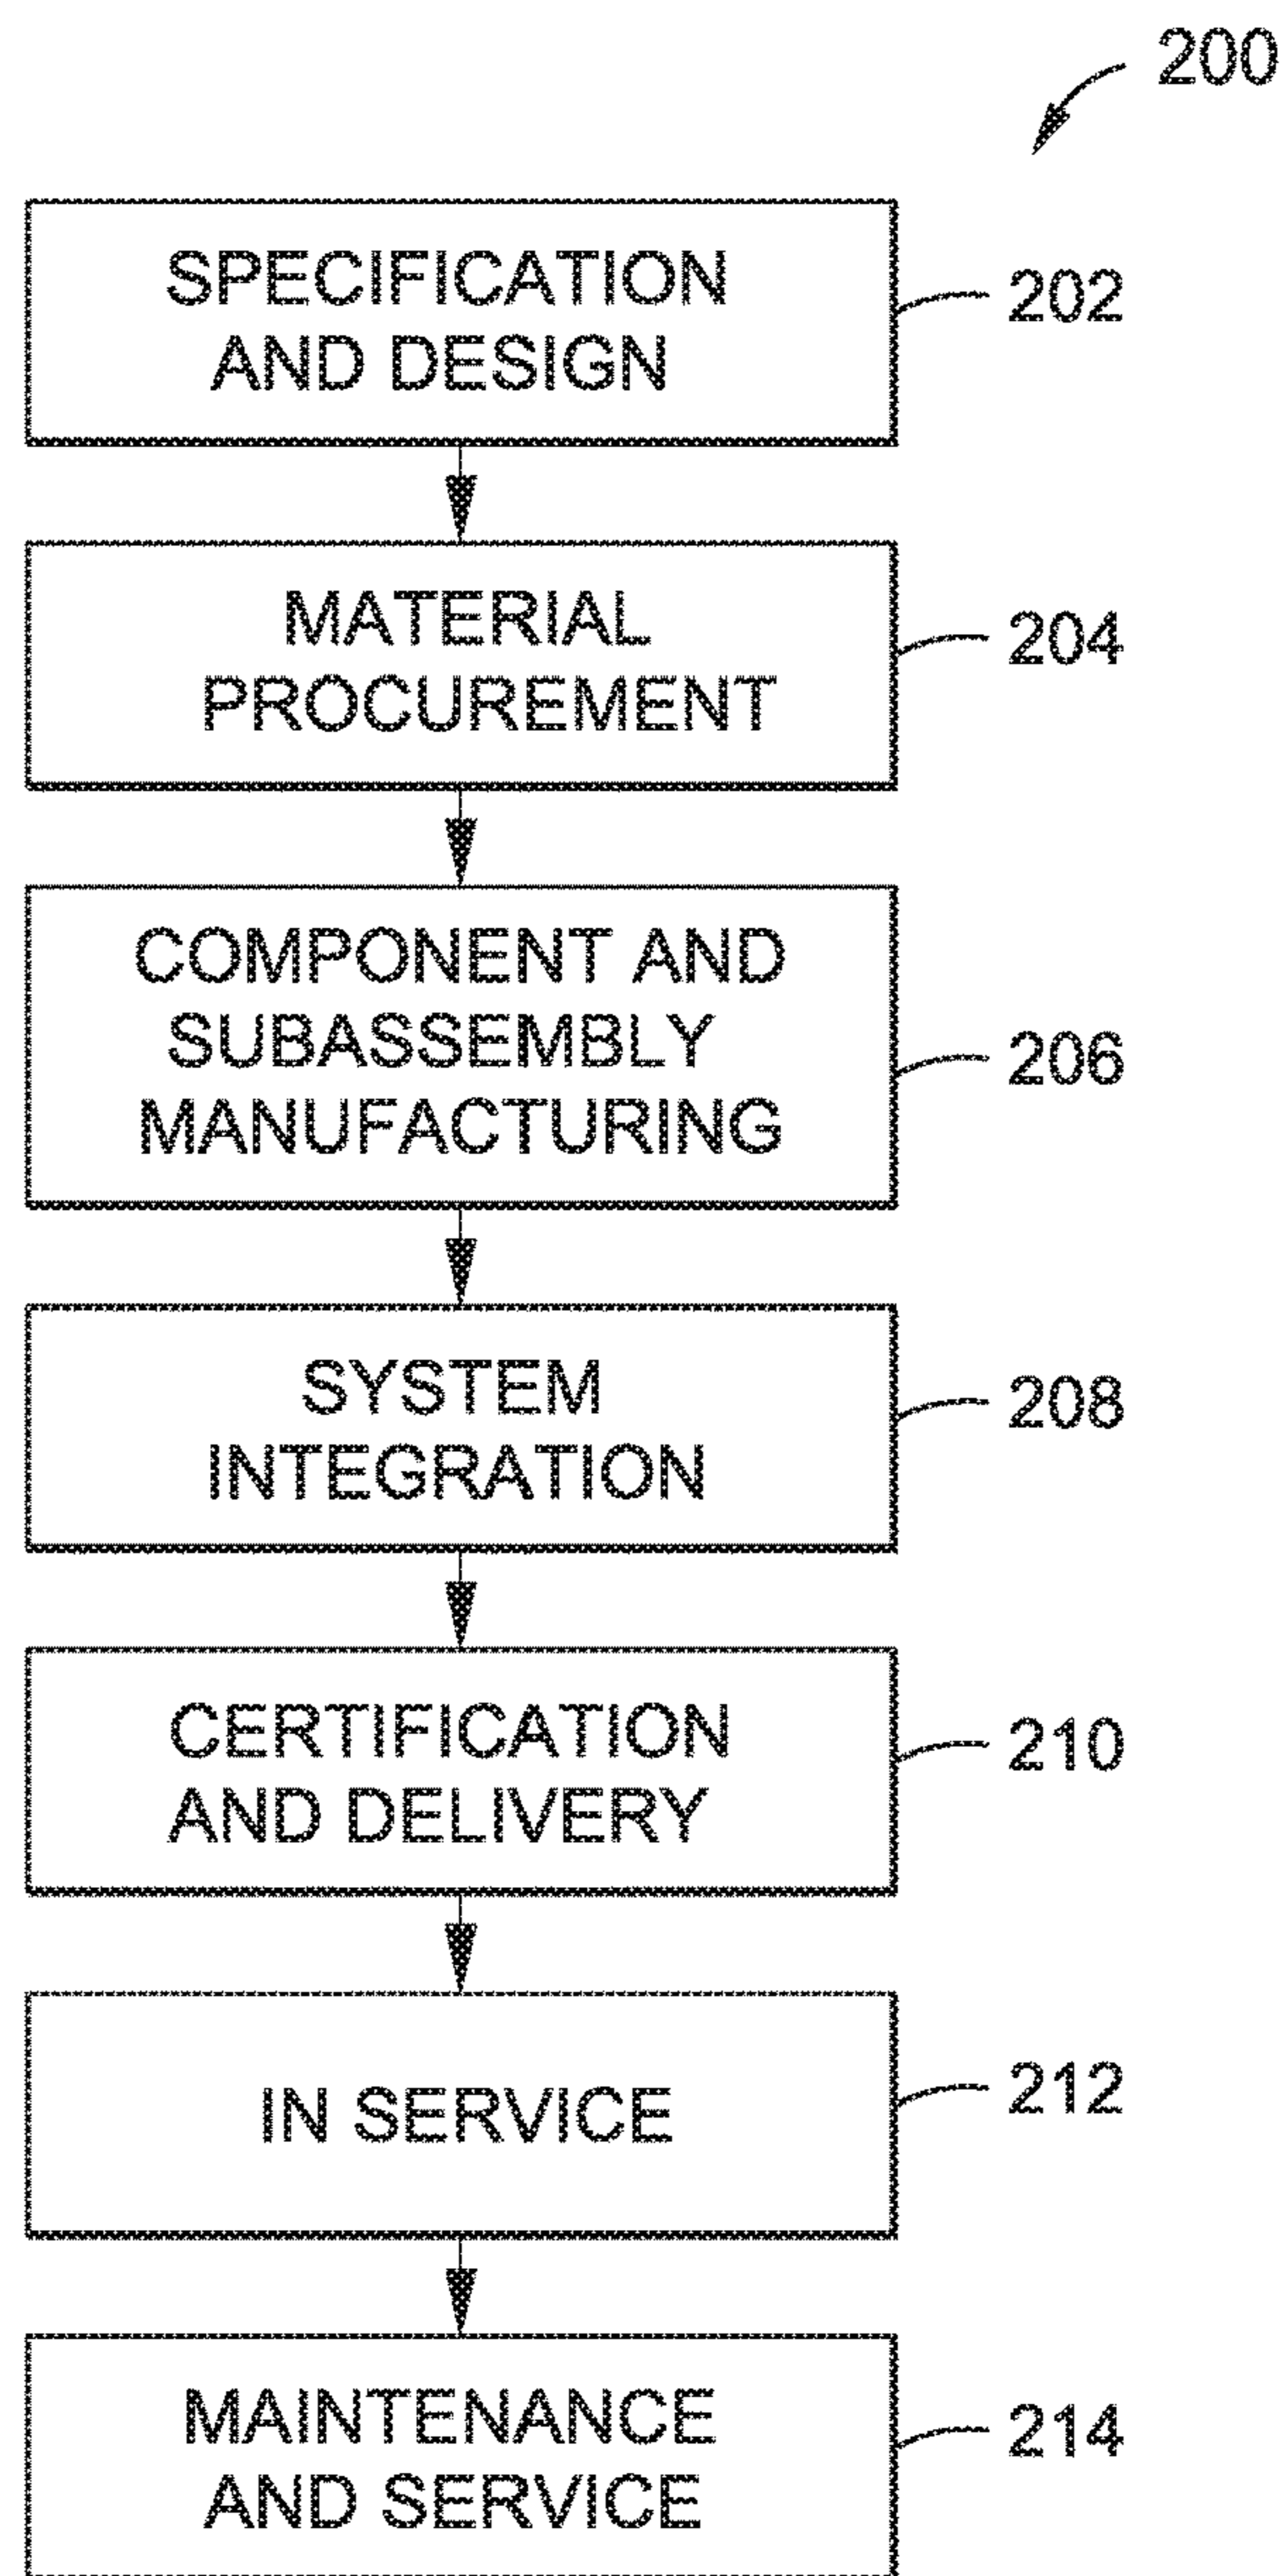 200
SPECIFICATION
AND DESIGN
202
MATERIAL
PROCUREMENT
204
COMPONENT AND
SUBASSEMBLY
MANUFACTURING
206
SYSTEM
INTEGRATION
208
CERTIFICATION
AND DELIVERY
210
IN SERVICE
212
MAINTENANCE
AND SERVICE
214